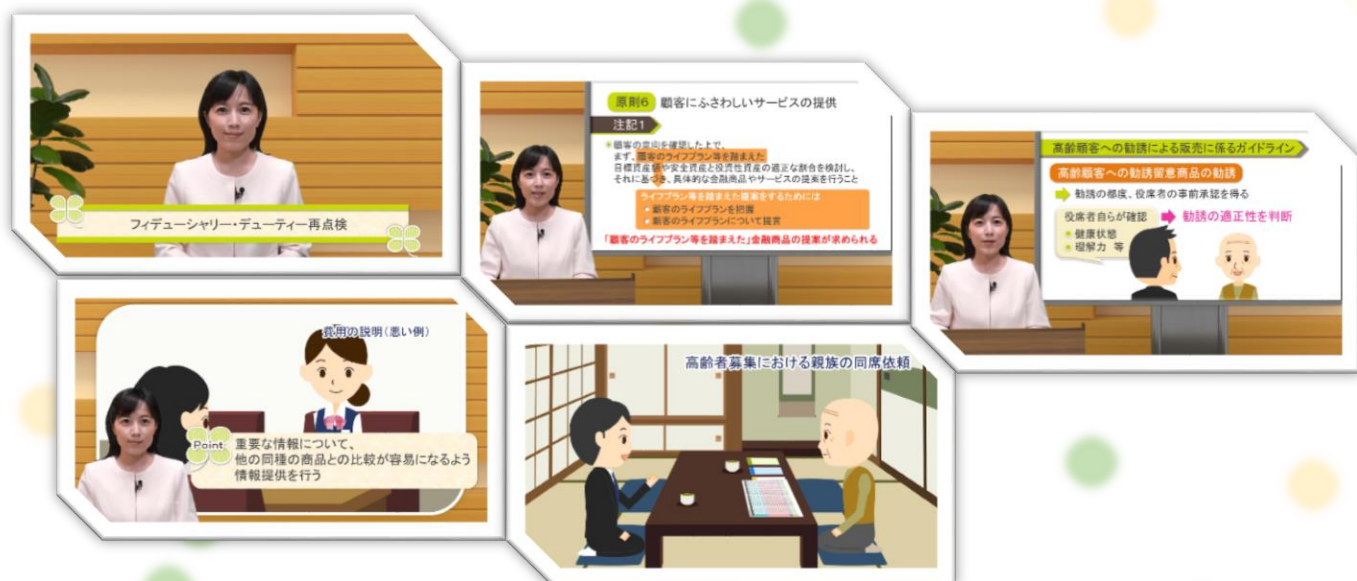 フィデューシャリー・デューティー再点検
原則6 顧客にふさわしいサービスの提供
注記1
顧客の意向を確認した上で、
まず、顧客のライフプラン等を踏まえた
目標資産額や安全資産と投資性資産の適正な割合を検討し、
それに基づき、具体的な金融商品やサービスの提案を行うこと
ライフプラン等を踏まえた提案をするためには
顧客のライフプランを把握
顧客のライフプランについて提言
「顧客のライフプラン等を踏まえた」金融商品の提案が求められる
高齢顧客への勧誘による販売に係るガイドライン
高齢顧客への勧誘留意商品の勧誘
勧誘の都度、役席者の事前承認を得る
役席者自らが確認 勧誘の適正性を判断
健康状態
理解力 等
費用の説明（悪い例）
Point 重要な情報について、
他の同種の商品との比較が容易になるよう
情報提供を行う
高齢者募集における親族の同席依頼